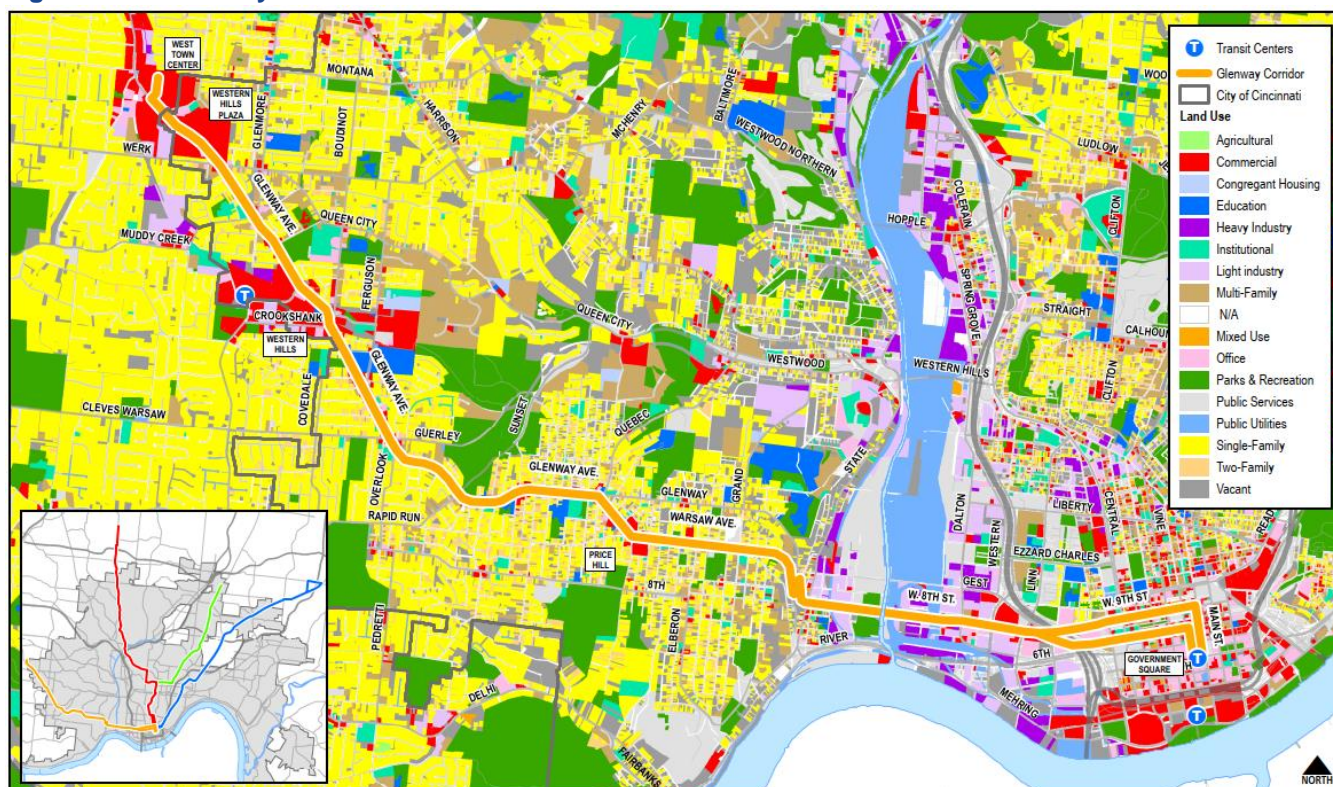 WEST
TOWN
CENTER
WESTERN
HILLS
PLAZA
MONTANA
GLENMORE
BOUDINOT
HARRISON
MCHENRY
BALTIMORE
WESTWOOD NORTHERN
WERK
GLENWAY AVE.
QUEEN CITY
MUDDY CREEK
FERGUSON
CROOKSHANK
WESTERN
HILLS
COVEDALE
GLENWAY AVE.
QUEEN CITY
WESTWOOD
HOPPLE
COLERAIN
SPRING GROVE
LUDLOW
CLIFTON
STRAIGHT
CALHOUN
WESTERN HILLS
CLIFTON
CLEVES WARSAW
GUERLEY
SUNSET
QUEBEC
OVERLOOK
GLENWAY AVE.
GLENWAY
GRAND
STATE
RAPID RUN
WARSAW AVE.
DALTON
WESTERN
LIBERTY
CENTRAL
VINE
READ
EZZARD CHARLES
LINN
PRICE
HILL
8TH
GEST
W. 8TH ST.
W. 9TH ST
MAIN ST.
PEDRETTI
ELBERON
RIVER
6TH
GOVERNMENT
SQUARE
DELHI
MEHRING
FAIRBANKS
T
T
T
T Transit Centers
Glenway Corridor
City of Cincinnati
Land Use
Agricultural
Commercial
Congregant Housing
Education
Heavy Industry
Institutional
Light industry
Multi-Family
N/A
Mixed Use
Office
Parks & Recreation
Public Services
Public Utilities
Single-Family
Two-Family
Vacant
NORTH